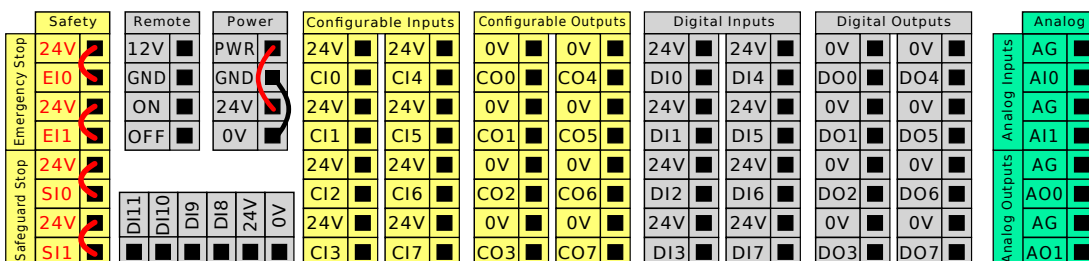 Safety
Emergency Stop
24V
EI0
24V
EI1
Safeguard Stop
24V
SI0
24V
SI1
Remote
12V
GND
ON
OFF
Power
PWR
GND
24V
0V
DI11
DI10
DI9
DI8
24V
0V
Configurable Inputs
24V 24V
CI0 CI4
24V 24V
CI1 CI5
24V 24V
CI2 CI6
24V 24V
CI3 CI7
Configurable Outputs
0V 0V
CO0 CO4
0V 0V
CO1 CO5
0V 0V
CO2 CO6
0V 0V
CO3 CO7
Digital Inputs
24V 24V
DI0 DI4
24V 24V
DI1 DI5
24V 24V
DI2 DI6
24V 24V
DI3 DI7
Digital Outputs
0V 0V
DO0 DO4
0V 0V
DO1 DO5
0V 0V
DO2 DO6
0V 0V
DO3 DO7
Analog
Analog Inputs
AG
AI0
AG
AI1
Analog Outputs
AG
AO0
AG
AO1